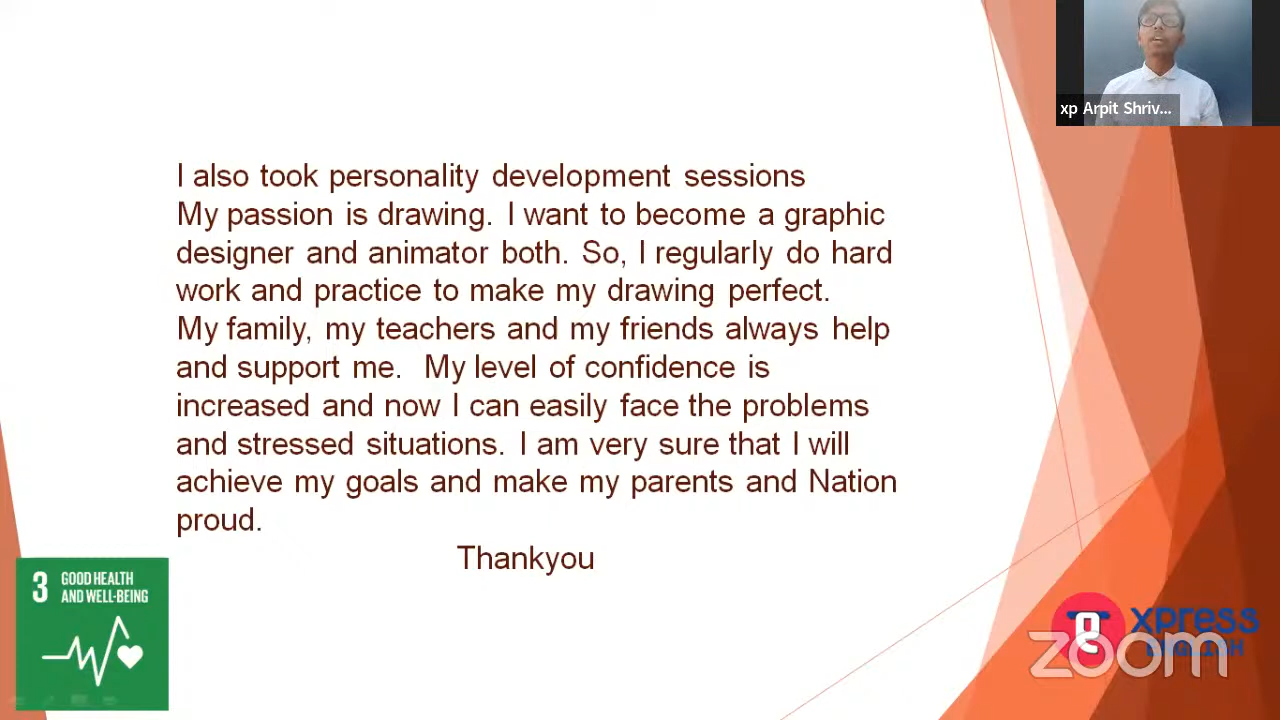 xp Arpit Shriv...
I also took personality development sessions
My passion is drawing. I want to become a graphic
designer and animator both. So, I regularly do hard
work and practice to make my drawing perfect.
My family, my teachers and my friends always help
and support me. My level of confidence is
increased and now I can easily face the problems
and stressed situations. I am very sure that I will
achieve my goals and make my parents and Nation
proud.
Thankyou
3 GOOD HEALTH
AND WELL-BEING
xpress
ENGLISH
zoom